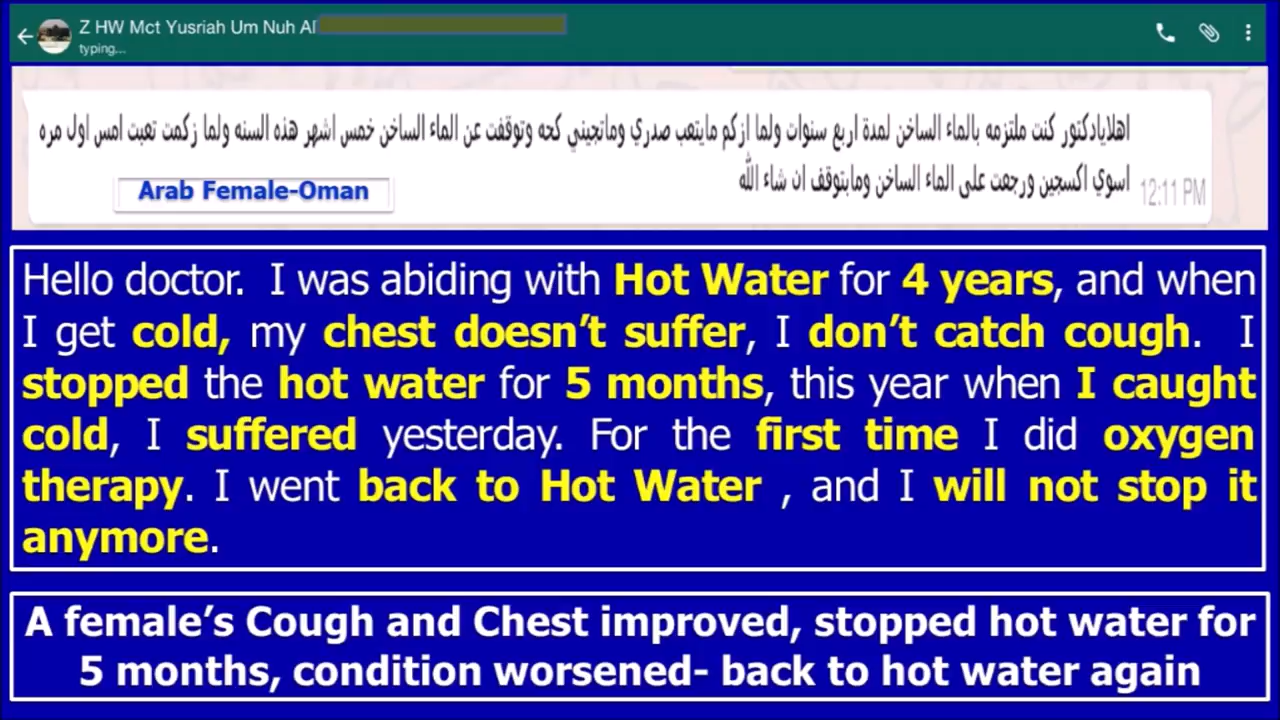 Z HW Mct Yusriah Um Nuh Al
typing...
اهلايادكتور كنت ملتزمه بالماء الساخن لمدة اربع سنوات ولما ازكم مايتعب صدري وماتجيني كحه وتوقفت عن الماء الساخن خمس اشهر هذه السنه ولما زكمت تعبت امس اول مره
اسوي اكسجين ورجعت على الماء الساخن ومابتوقف ان شاء الله
12:11 PM
Arab Female-Oman
Hello doctor. I was abiding with Hot Water for 4 years, and when
I get cold, my chest doesn’t suffer, I don’t catch cough. I
stopped the hot water for 5 months, this year when I caught
cold, I suffered yesterday. For the first time I did oxygen
therapy. I went back to Hot Water , and I will not stop it
anymore.
A female’s Cough and Chest improved, stopped hot water for
5 months, condition worsened- back to hot water again